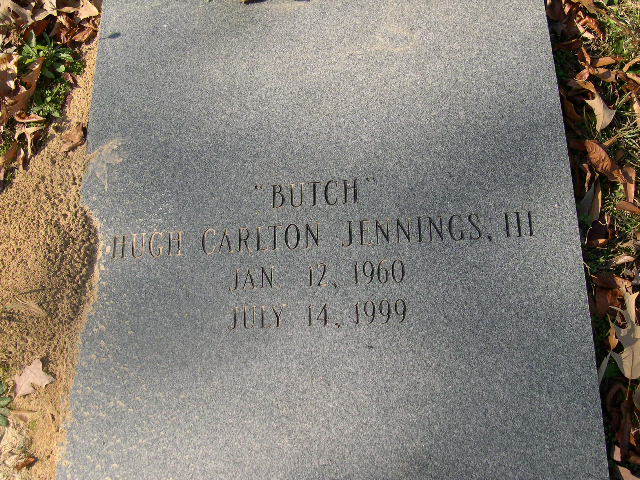 "BUTCH"
HUGH CARLTON JENNINGS, III
JAN 12, 1960
JULY 14, 1999